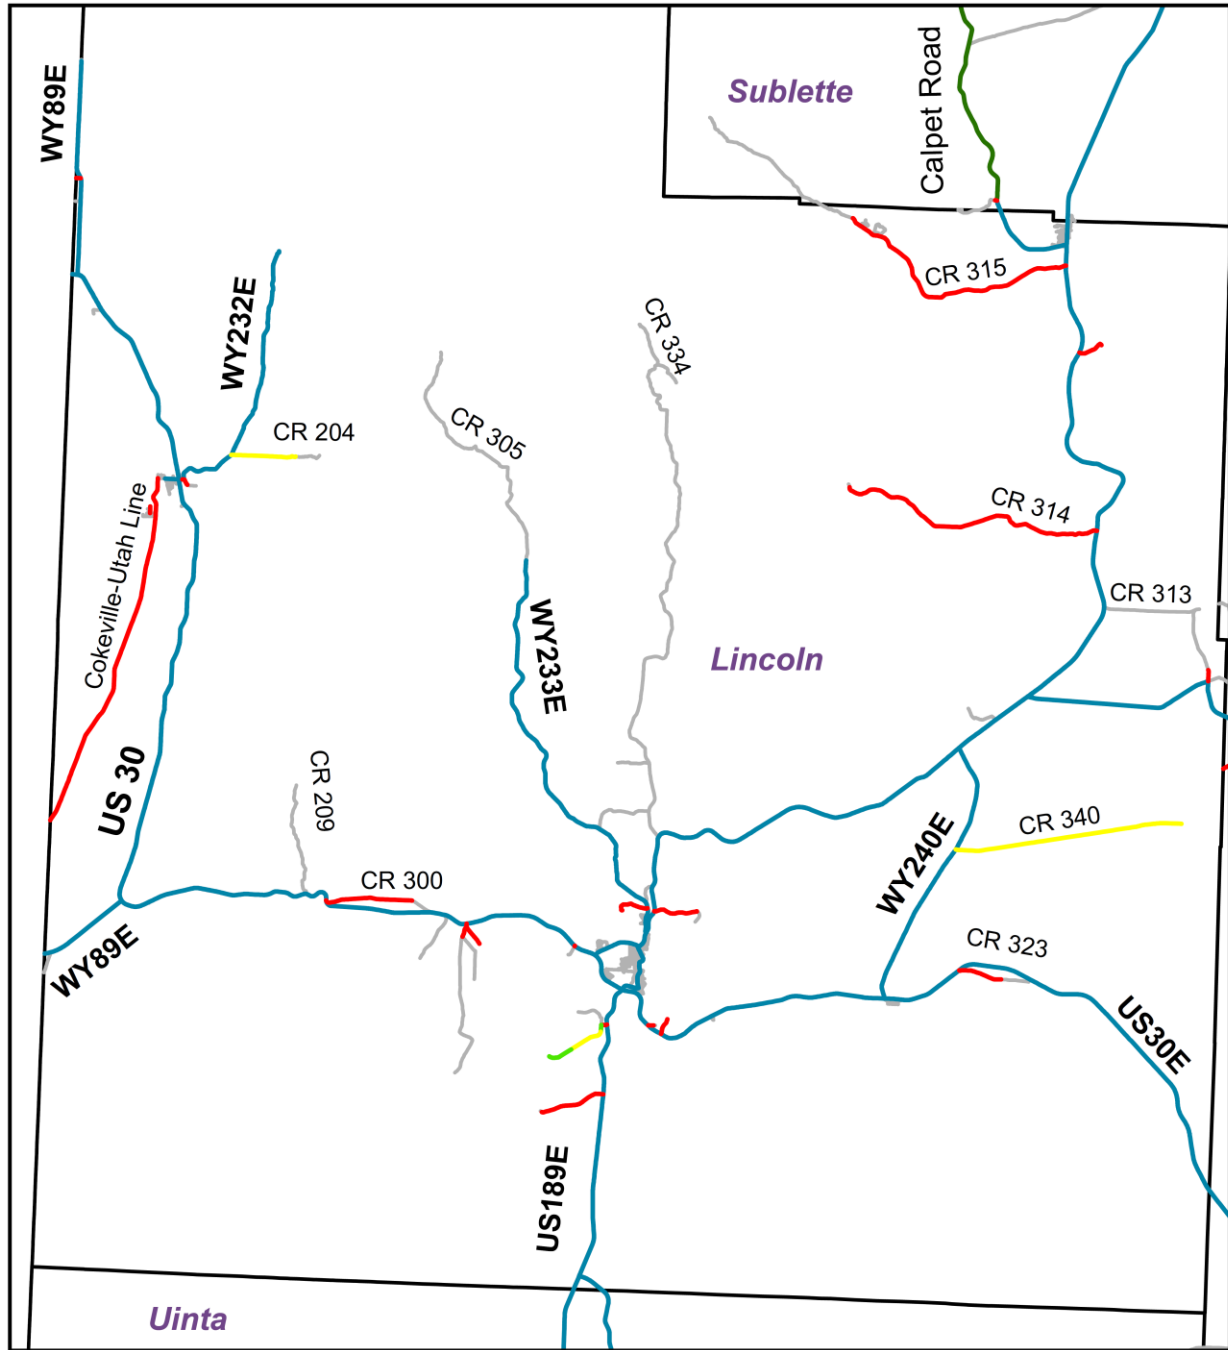 WY89E
Sublette
Calpet Road
CR 315
WY232E
CR 334
CR 204
CR 305
Cokeville-Utah Line
CR 314
CR 313
WY233E
Lincoln
US 30
CR 209
CR 340
WY240E
CR 300
WY89E
CR 323
US30E
US189E
Uinta